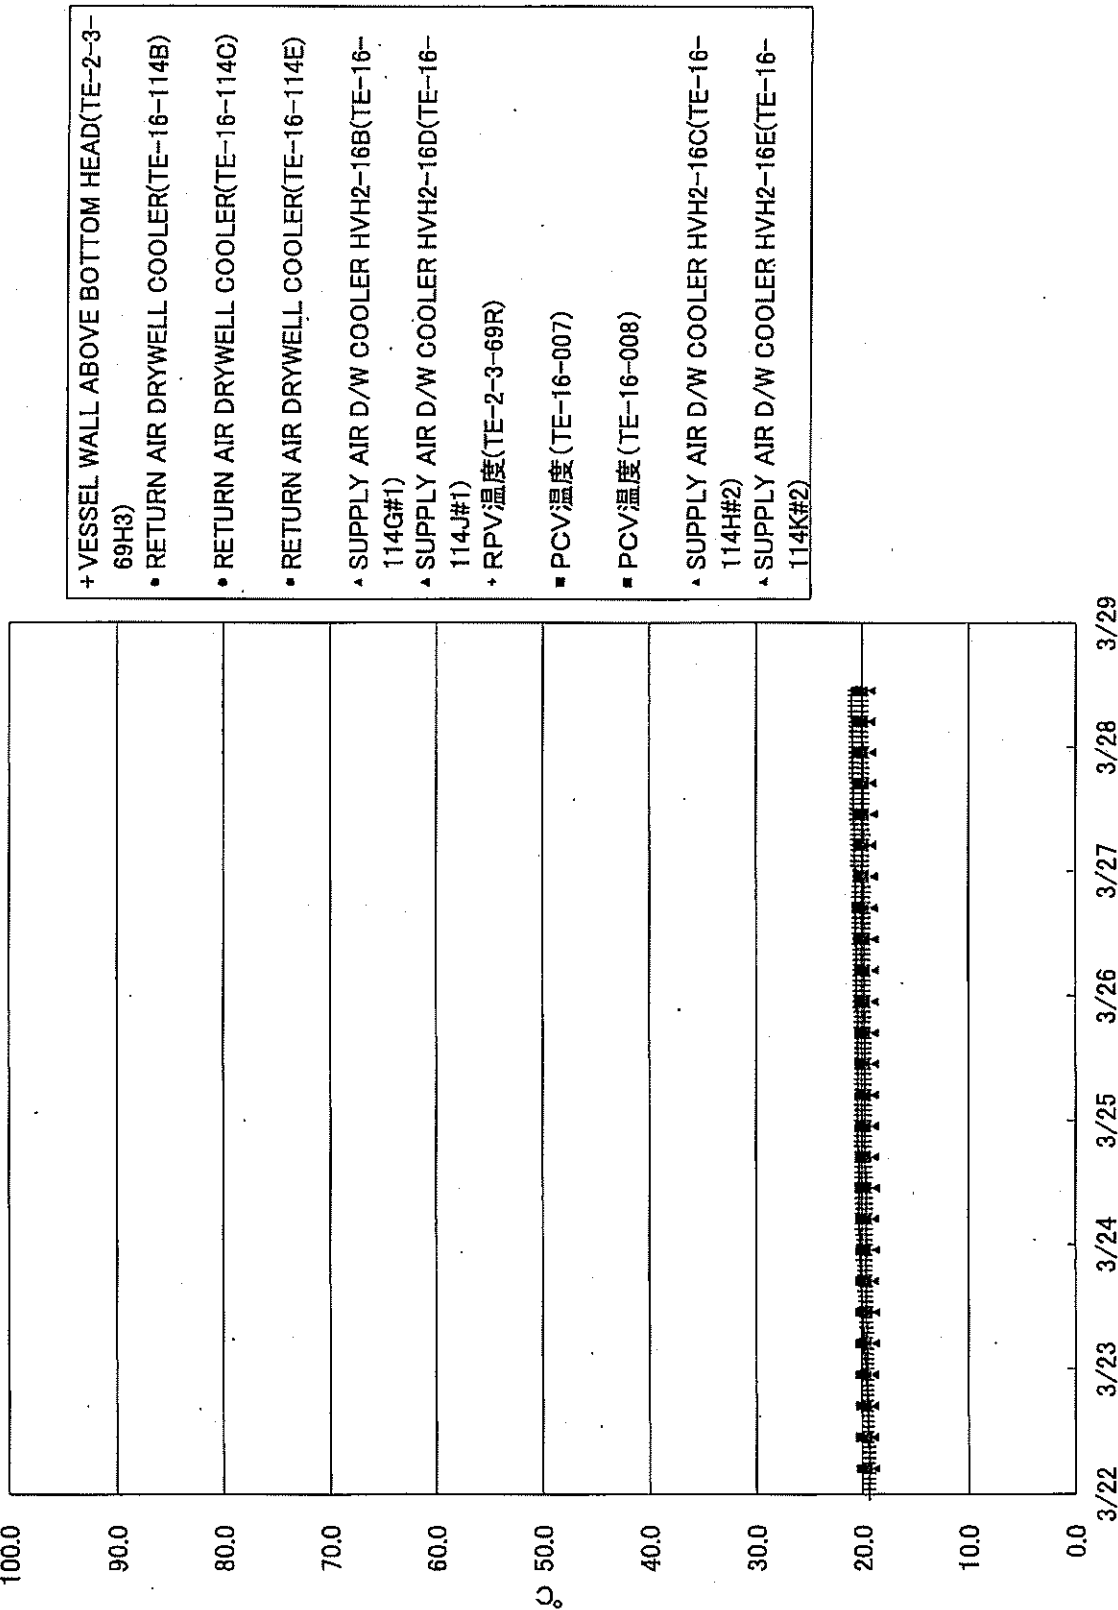 100.0
90.0
80.0
70.0
60.0
50.0
40.0
30.0
20.0
10.0
0.0
℃
3/22
3/23
3/24
3/25
3/26
3/27
3/28
3/29
VESSEL WALL ABOVE BOTTOM HEAD(TE-2-3-
69H3)
RETURN AIR DRYWELL COOLER(TE-16-114B)
RETURN AIR DRYWELL COOLER(TE-16-114C)
RETURN AIR DRYWELL COOLER(TE-16-114E)
SUPPLY AIR D/W COOLER HVH2-16B(TE-16-
114G#1)
SUPPLY AIR D/W COOLER HVH2-16D(TE-16-
114J#1)
RPV温度(TE-2-3-69R)
PCV温度(TE-16-007)
PCV温度(TE-16-008)
SUPPLY AIR D/W COOLER HVH2-16C(TE-16-
114H#2)
SUPPLY AIR D/W COOLER HVH2-16E(TE-16-
114K#2)